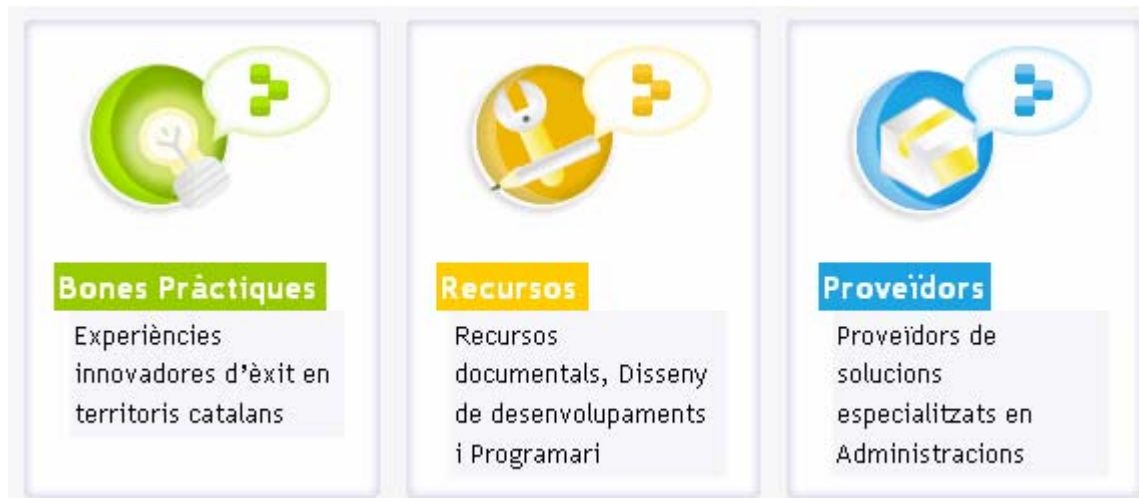 Bones Pràctiques
Experiències
innovadores d'èxit en
territoris catalans
Recursos
Recursos
documentals, Disseny
de desenvolupaments
i Programari
Proveïdors
Proveïdors de
solucions
especialitzats en
Administracions